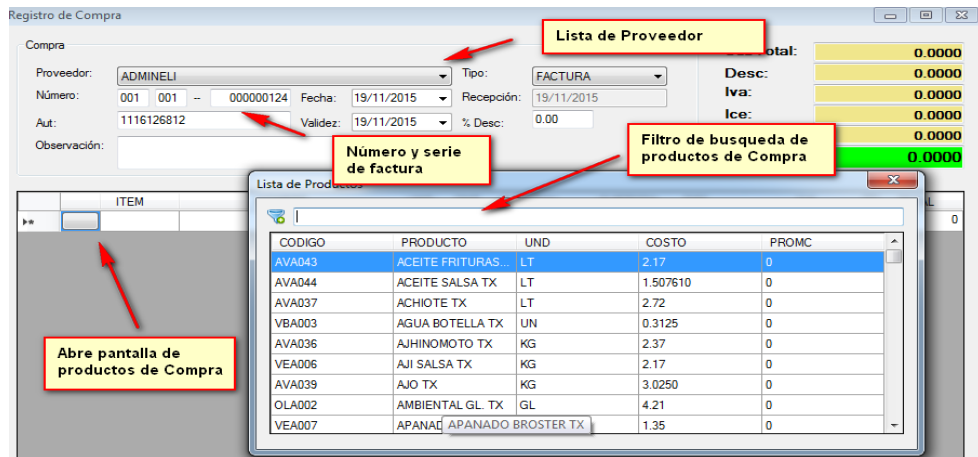 Registro de Compra
Compra
Lista de Proveedor
Proveedor: ADMINELI Tipo: FACTURA
Número: 001 001 -- 000000124 Fecha: 19/11/2015 Recepción: 19/11/2015
Aut: 1116126812 Validez: 19/11/2015 % Desc: 0.00
Observación:
otal: 0.0000
Desc: 0.0000
Iva: 0.0000
Ice: 0.0000
0.0000
0.0000
Número y serie
de factura
Filtro de busqueda de
productos de Compra
Lista de Productos
ITEM
AL
0
CODIGO PRODUCTO UND COSTO PROMC
AVA043 ACEITE FRITURAS... LT 2.17 0
AVA044 ACEITE SALSA TX LT 1.507610 0
AVA037 ACHIOTE TX LT 2.72 0
VBA003 AGUA BOTELLA TX UN 0.3125 0
AVA036 AJHINOMOTO TX KG 2.37 0
VEA006 AJI SALSA TX KG 2.17 0
AVA039 AJO TX KG 3.0250 0
OLA002 AMBIENTAL GL. TX GL 4.21 0
VEA007 APANAD APANADO BROSTER TX 1.35 0
Abre pantalla de
productos de Compra